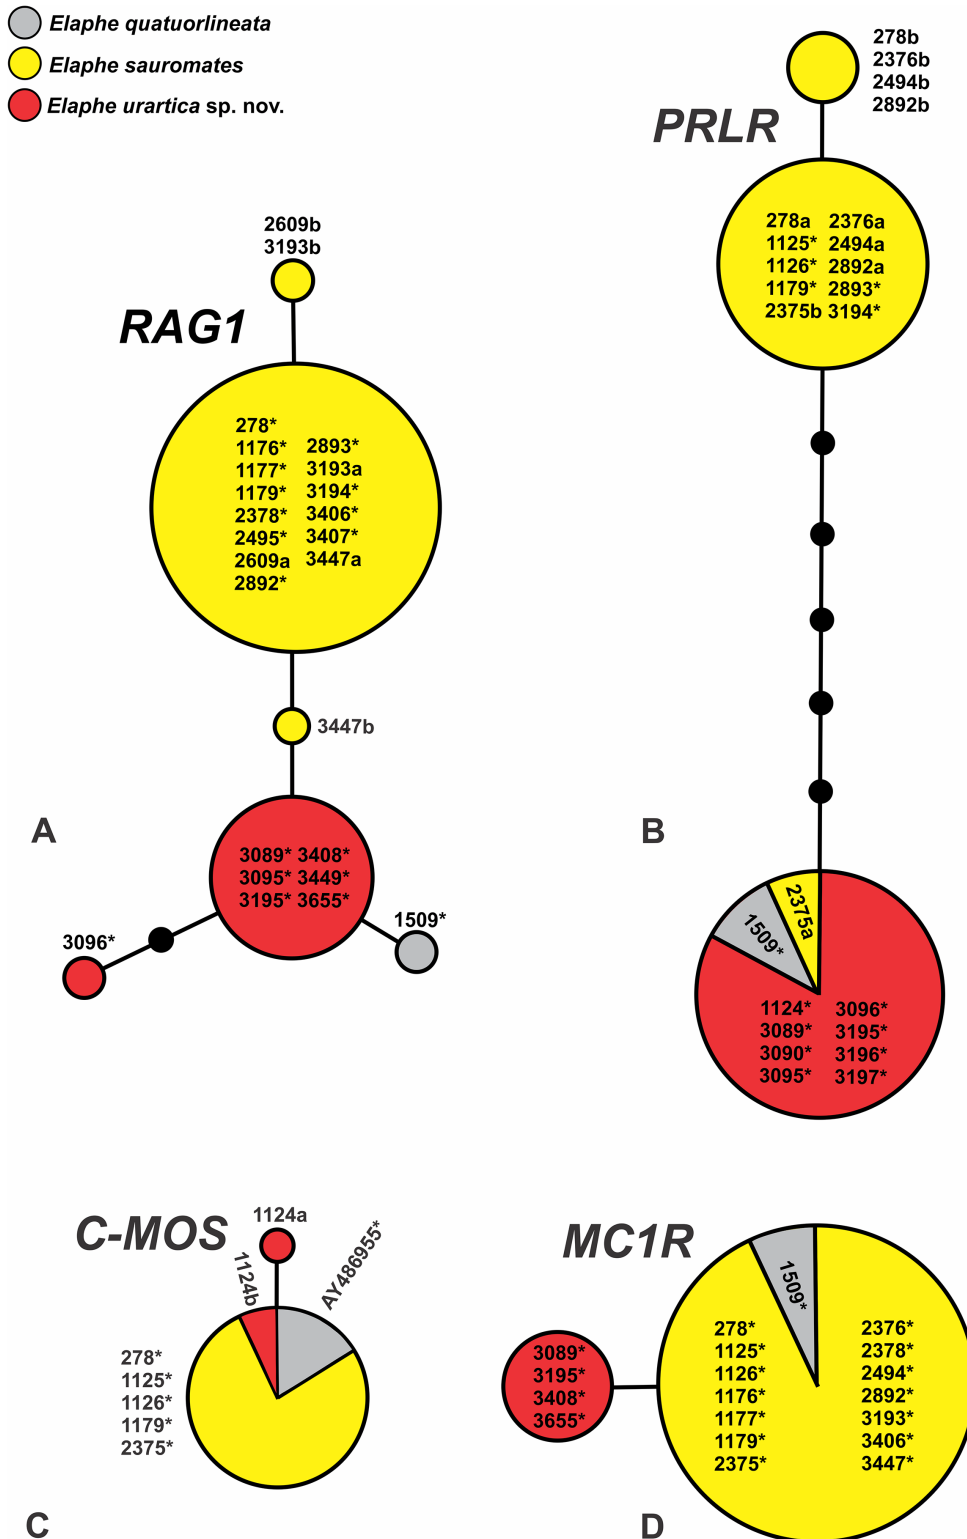 Elaphe quatuorlineata
Elaphe sauromates
Elaphe urartica sp. nov.
RAG1
2609b
3193b
278*
1176*
1177*
1179*
2378*
2495*
2609a
2892*
2893*
3193a
3194*
3406*
3407*
3447a
3447b
3089* 3408*
3095* 3449*
3195* 3655*
3096*
1509*
A
PRLR
278b
2376b
2494b
2892b
278a 2376a
1125* 2494a
1126* 2892a
1179* 2893*
2375b 3194*
2375a
1509*
1124* 3096*
3089* 3195*
3090* 3196*
3095* 3197*
B
C-MOS
1124a
1124b
AY486955*
278*
1125*
1126*
1179*
2375*
C
MC1R
1509*
3089*
3195*
3408*
3655*
278* 2376*
1125* 2378*
1126* 2494*
1176* 2892*
1177* 3193*
1179* 3406*
2375* 3447*
D